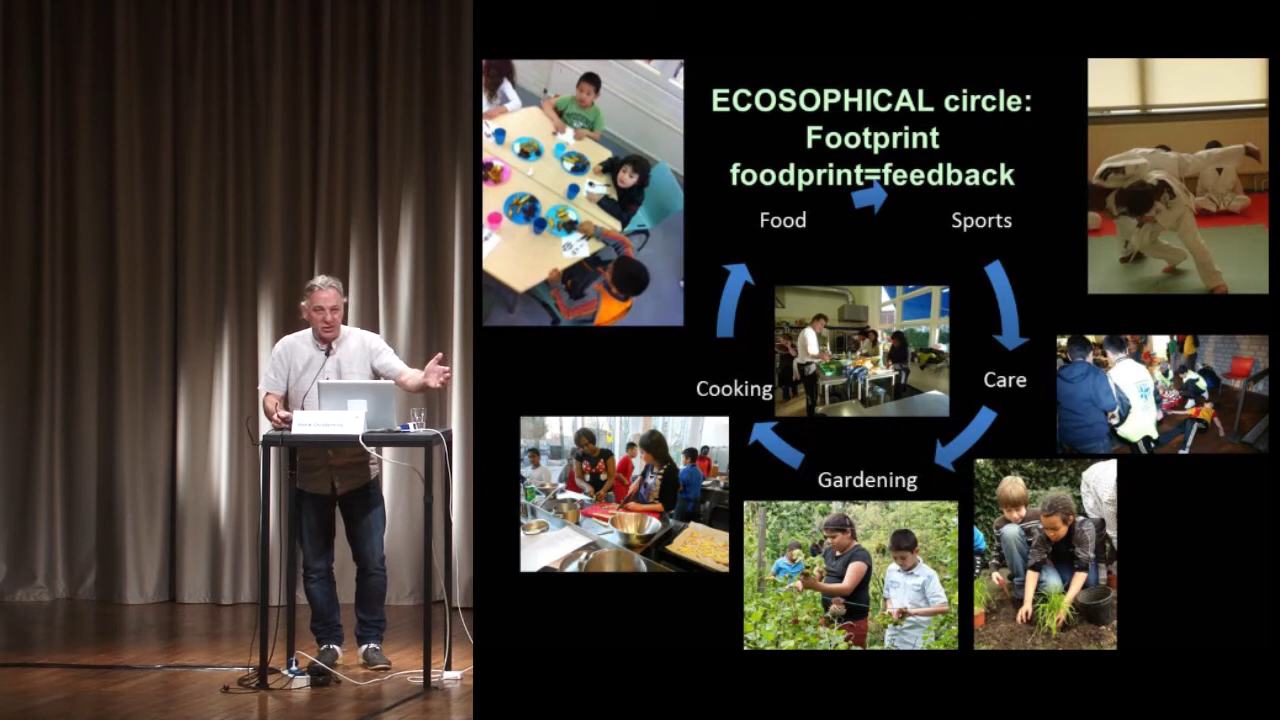 ECOSOPHICAL circle:
Footprint
foodprint=feedback
Food
Sports
Cooking
Care
Gardening